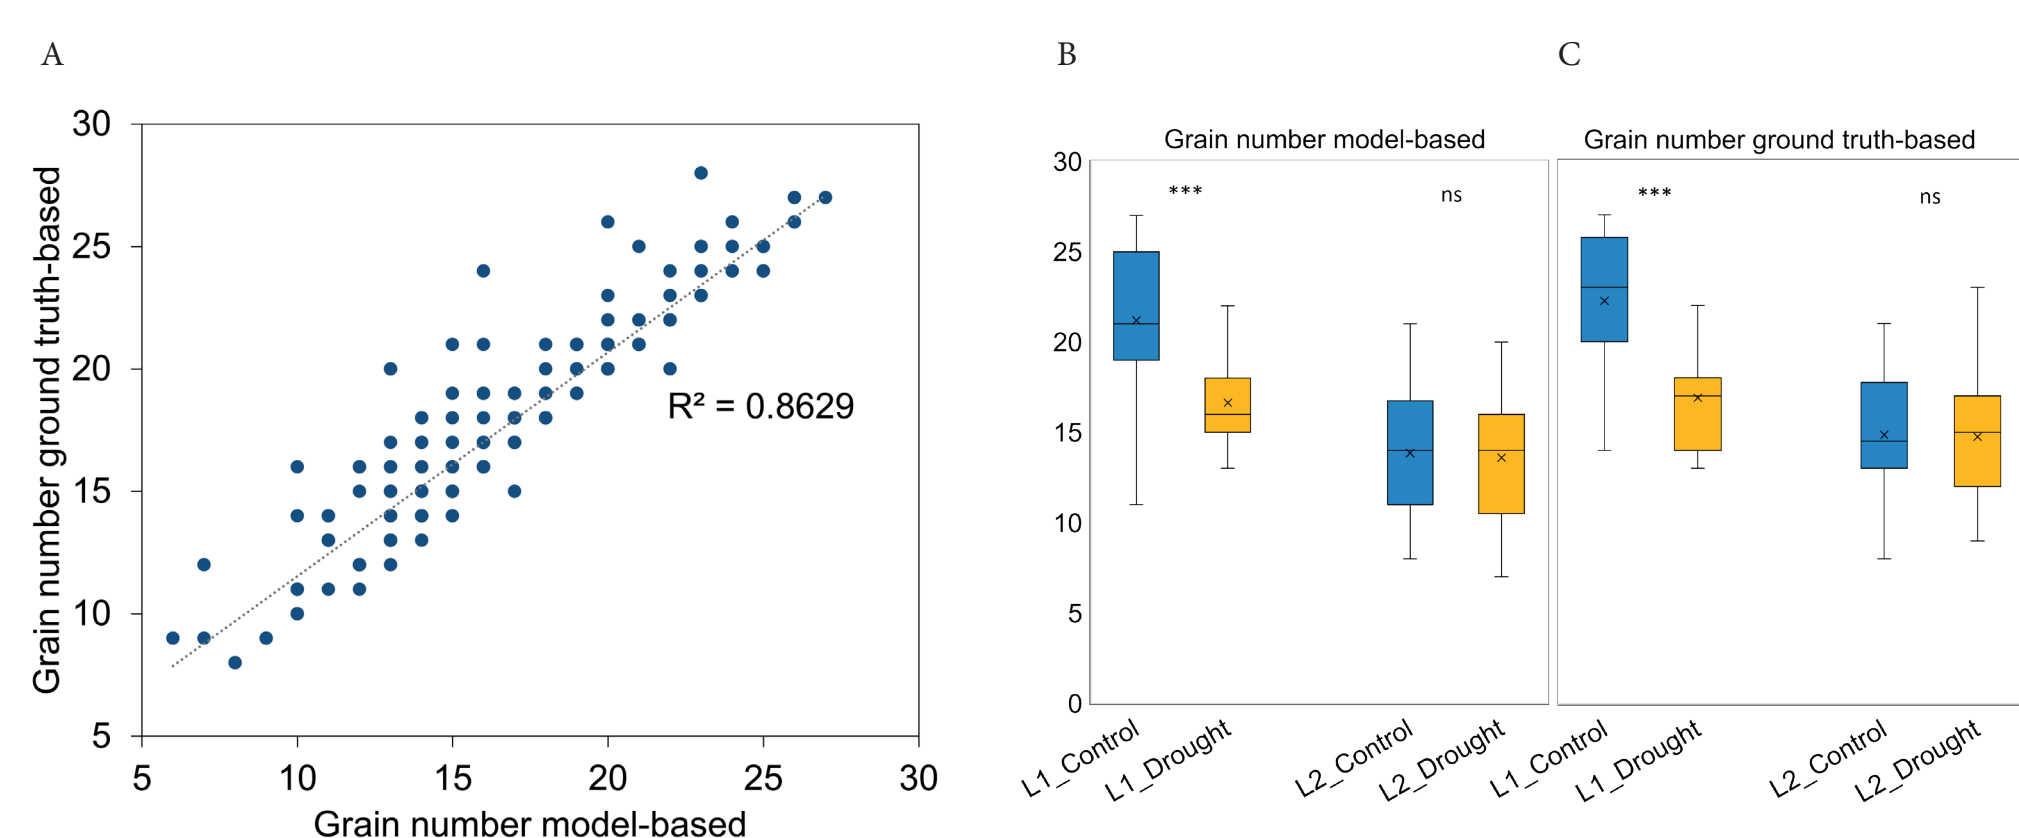 A
30
25
20
15
10
5
Grain number ground truth-based
R² = 0.8629
5 10 15 20 25 30
Grain number model-based
B
Grain number model-based
30
25
20
15
10
5
0
*** ns
L1_Control L1_Drought L2_Control L2_Drought
C
Grain number ground truth-based
*** ns
L1_Control L1_Drought L2_Control L2_Drought